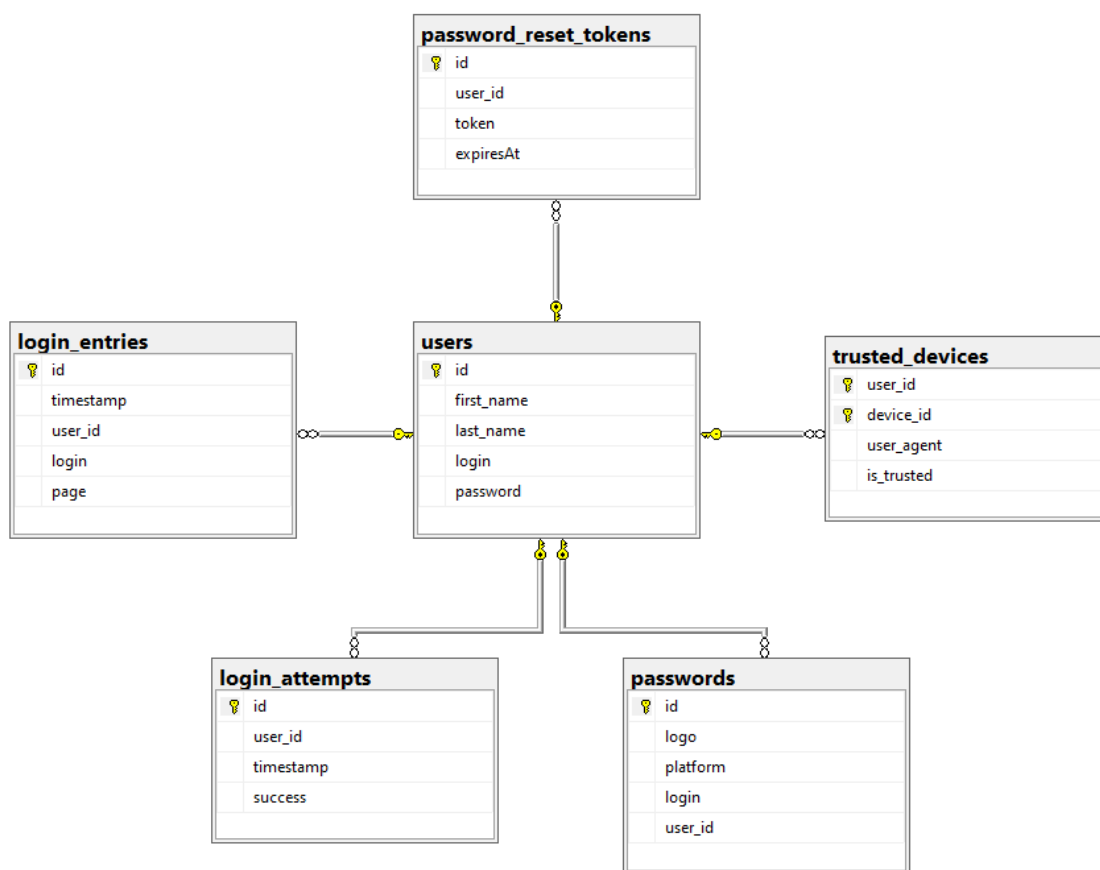 password_reset_tokens
id
user_id
token
expiresAt
login_entries
id
timestamp
user_id
login
page
users
id
first_name
last_name
login
password
trusted_devices
user_id
device_id
user_agent
is_trusted
login_attempts
id
user_id
timestamp
success
passwords
id
logo
platform
login
user_id